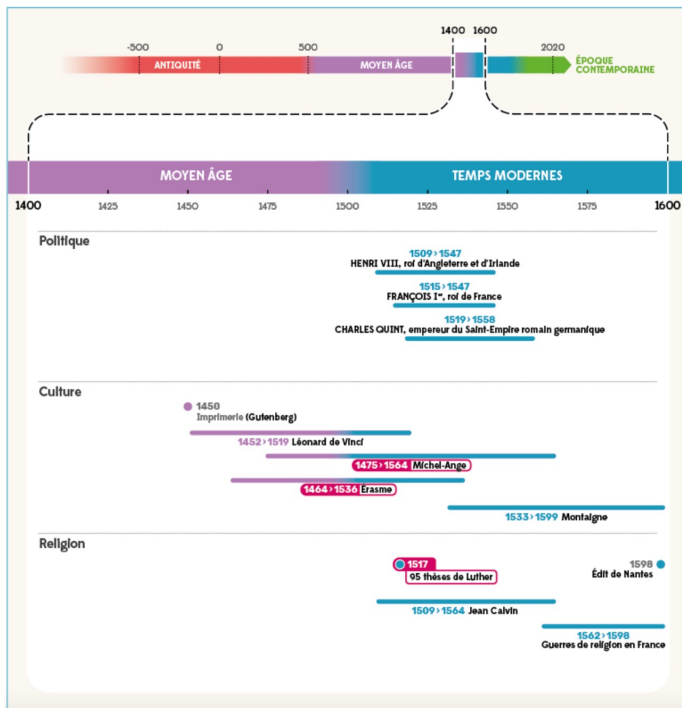 1400 1600
-500 0 500 2020
ANTIQUITÉ MOYEN ÂGE ÉPOQUE
CONTEMPORAINE
MOYEN ÂGE TEMPS MODERNES
1400 1425 1450 1475 1500 1525 1550 1575 1600
Politique
1509›1547
HENRI VIII, roi d'Angleterre et d'Irlande
1515›1547
FRANÇOIS Iᵉʳ, roi de France
1519›1558
CHARLES QUINT, empereur du Saint-Empire romain germanique
Culture
1450
Imprimerie (Gutenberg)
1452›1519 Léonard de Vinci
1475›1564 Michel-Ange
1464›1536 Érasme
1533›1599 Montaigne
Religion
1517
95 thèses de Luther
1598
Édit de Nantes
1509›1564 Jean Calvin
1562›1598
Guerres de religion en France